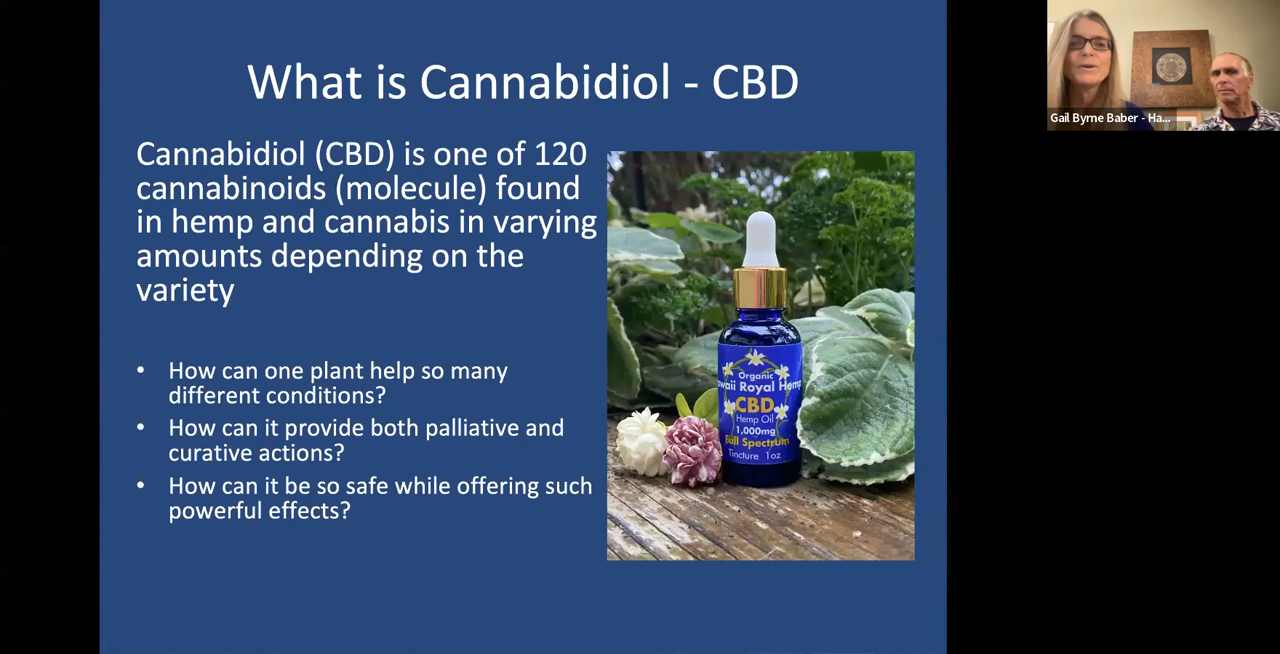 What is Cannabidiol - CBD
Cannabidiol (CBD) is one of 120
cannabinoids (molecule) found
in hemp and cannabis in varying
amounts depending on the
variety
• How can one plant help so many
different conditions?
• How can it provide both palliative and
curative actions?
• How can it be so safe while offering such
powerful effects?
Organic
waii Royal Hemp
CBD
Hemp Oil
1,000mg
Full Spectrum
Tincture 1oz
Gail Byrne Baber - Ha...